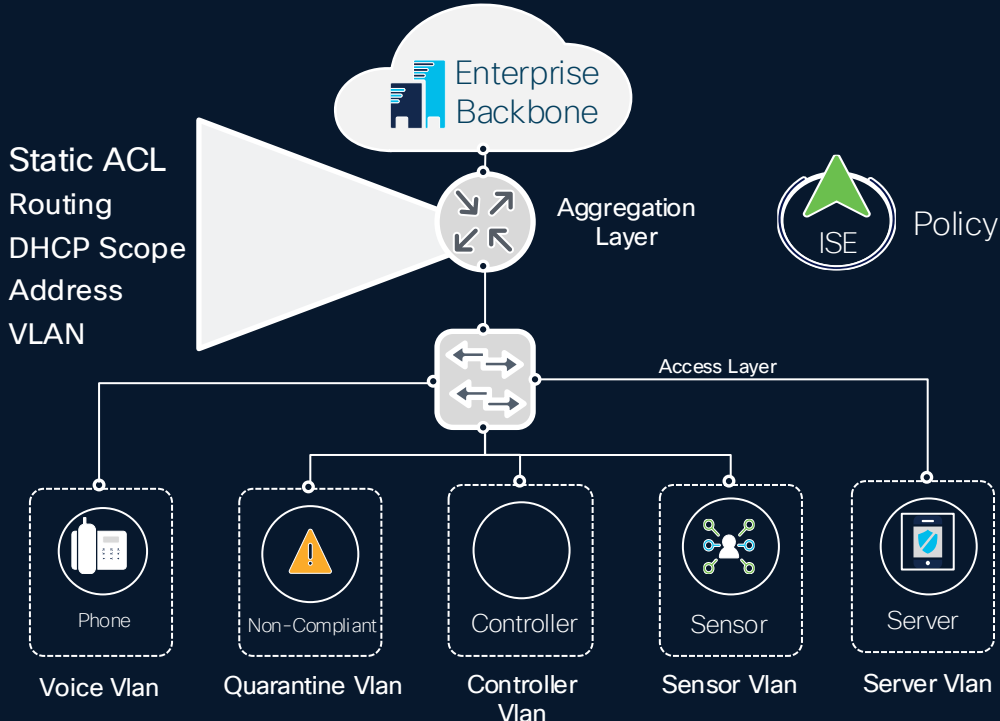 Enterprise
Backbone
Static ACL
Routing
DHCP Scope
Address
VLAN
Aggregation
Layer
ISE
Policy
Access Layer
Phone
Non-Compliant
Controller
Sensor
Server
Voice Vlan
Quarantine Vlan
Controller
Vlan
Sensor Vlan
Server Vlan